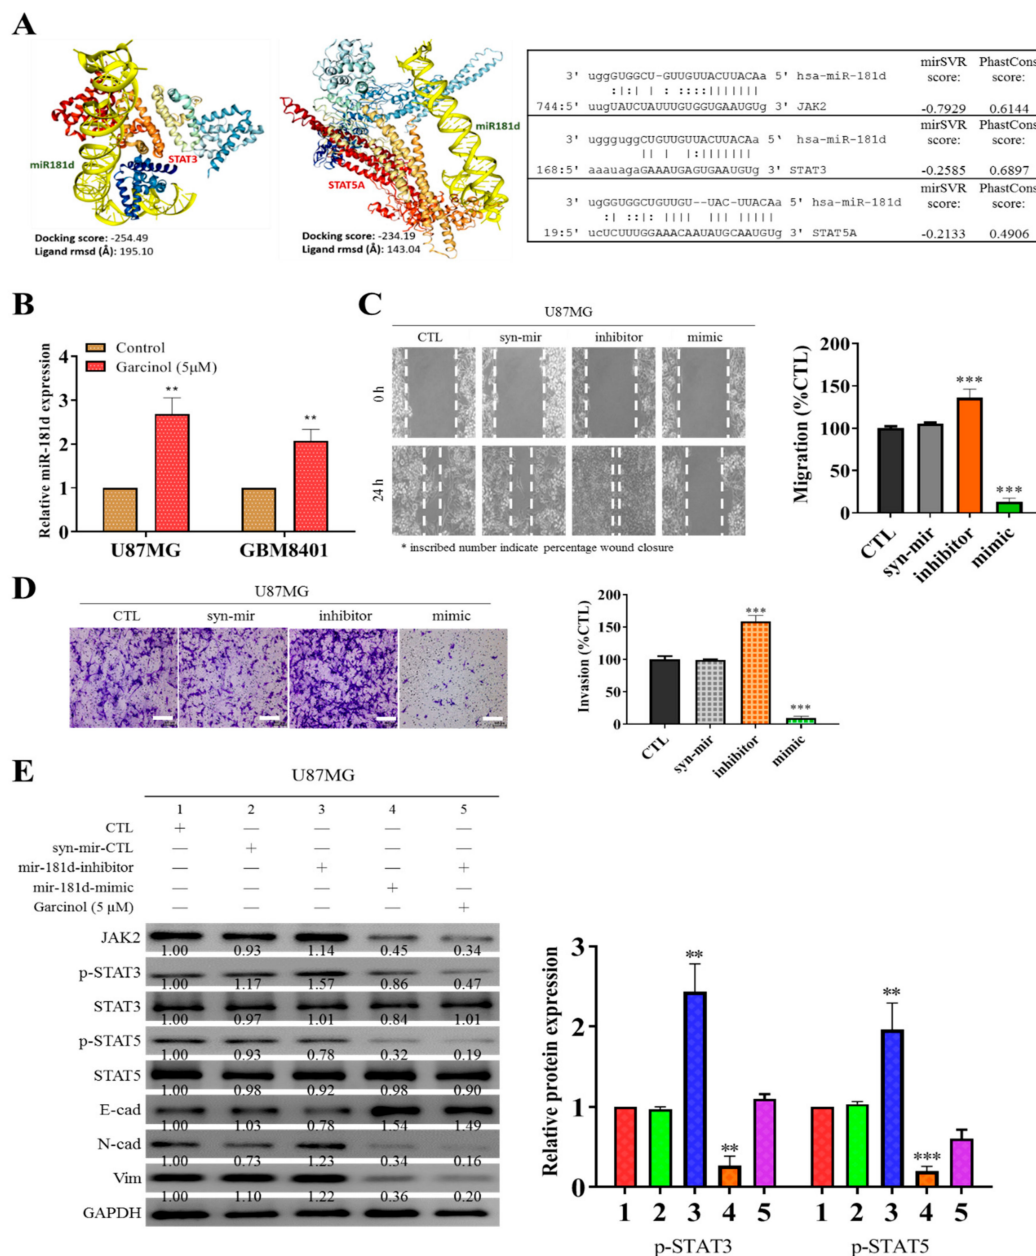 A
miR181d
STAT3
Docking score: -254.49
Ligand rmsd (Å): 195.10
miR181d
STAT5A
Docking score: -234.19
Ligand rmsd (Å): 143.04
3' uggGUGGCU-GUUGUUACUUACAa 5' hsa-miR-181d
744:5' uugUAUCUAUUUGUGGUGAAUGUg 3' JAK2
mirSVR score: -0.7929
PhastCons score: 0.6144
3' uggguggCUGUUGUUACUUACAa 5' hsa-miR-181d
168:5' aaauagaGAAAUGAGUGAAUGUg 3' STAT3
mirSVR score: -0.2585
PhastCons score: 0.6897
3' ugGGUGGCUGUUGU--UAC-UUACAa 5' hsa-miR-181d
19:5' ucUCUUUGGAAACAAUAUGCAAUGUg 3' STAT5A
mirSVR score: -0.2133
PhastCons score: 0.4906
B
Relative miR-181d expression
4
3
2
1
0
Control
Garcinol (5μM)
**
**
U87MG
GBM8401
C
U87MG
CTL
syn-mir
inhibitor
mimic
0 h
24h
* inscribed number indicate percentage wound closure
Migration (%CTL)
200
150
100
50
0
***
***
CTL
syn-mir
inhibitor
mimic
D
U87MG
CTL
syn-mir
inhibitor
mimic
Invasion (%CTL)
200
150
100
50
0
***
***
CTL
syn-mir
inhibitor
mimic
E
U87MG
1 2 3 4 5
CTL + — — — —
syn-mir-CTL — + — — —
mir-181d-inhibitor — — + — +
mir-181d-mimic — — — + —
Garcinol (5 μM) — — — — +
JAK2
1.00 0.93 1.14 0.45 0.34
p-STAT3
1.00 1.17 1.57 0.86 0.47
STAT3
1.00 0.97 1.01 0.84 1.01
p-STAT5
1.00 0.93 0.78 0.32 0.19
STAT5
1.00 0.98 0.92 0.98 0.90
E-cad
1.00 1.03 0.78 1.54 1.49
N-cad
1.00 0.73 1.23 0.34 0.16
Vim
1.00 1.10 1.22 0.36 0.20
GAPDH
Relative protein expression
3
2
1
0
**
**
**
***
1 2 3 4 5 1 2 3 4 5
p-STAT3 p-STAT5